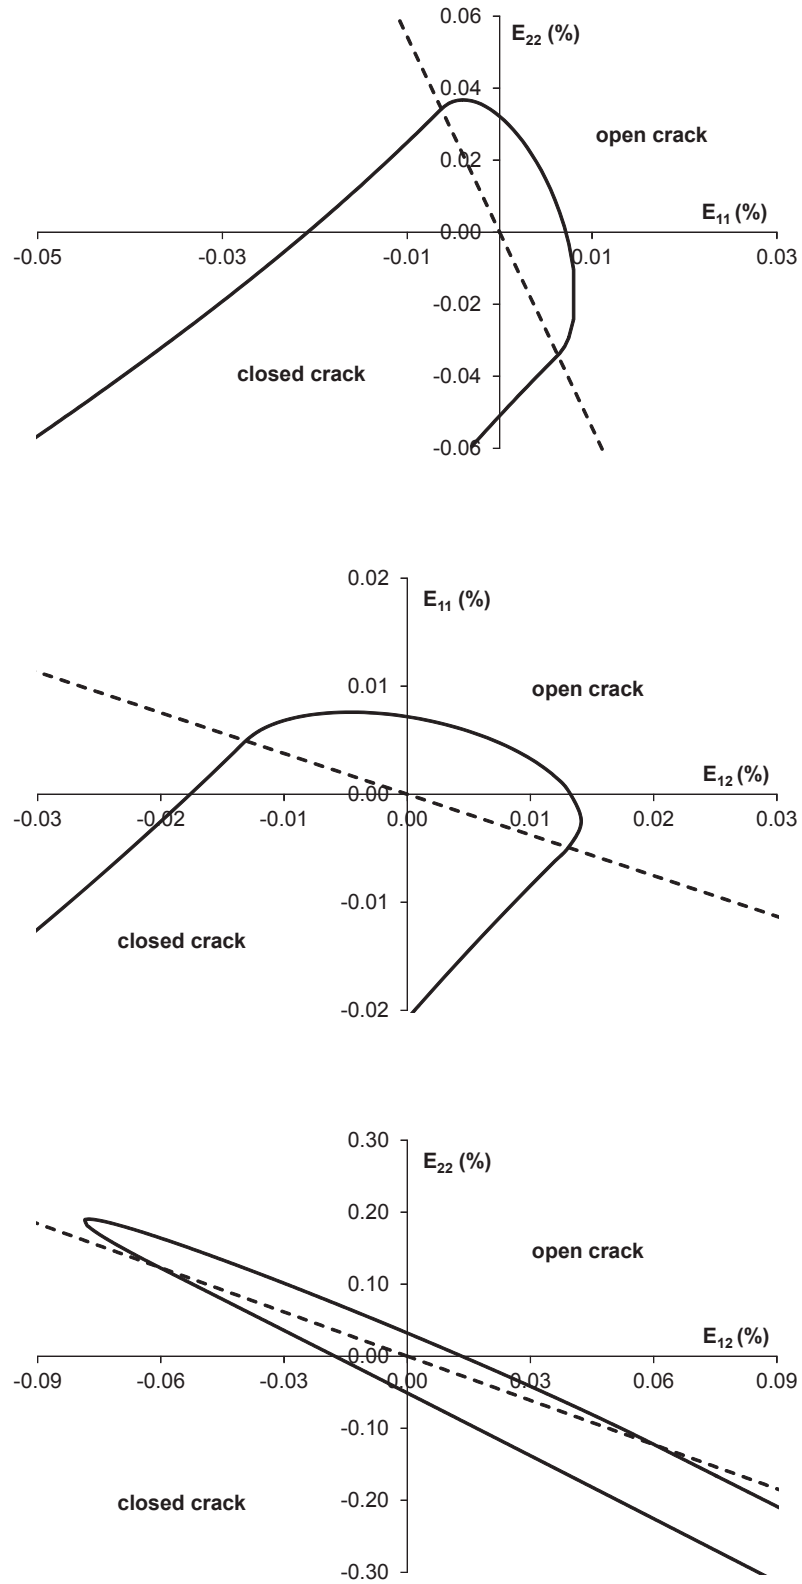 0.06
E22 (%)
0.04
open crack
0.02
E11 (%)
0.00
-0.05 -0.03 -0.01 0.01 0.03
-0.02
closed crack
-0.04
-0.06
0.02
E11 (%)
0.01
open crack
E12 (%)
0.00
-0.03 -0.02 -0.01 0.00 0.01 0.02 0.03
-0.01
closed crack
-0.02
0.30
E22 (%)
0.20
open crack
0.10
E12 (%)
0.00
-0.09 -0.06 -0.03 0.00 0.03 0.06 0.09
-0.10
closed crack
-0.20
-0.30